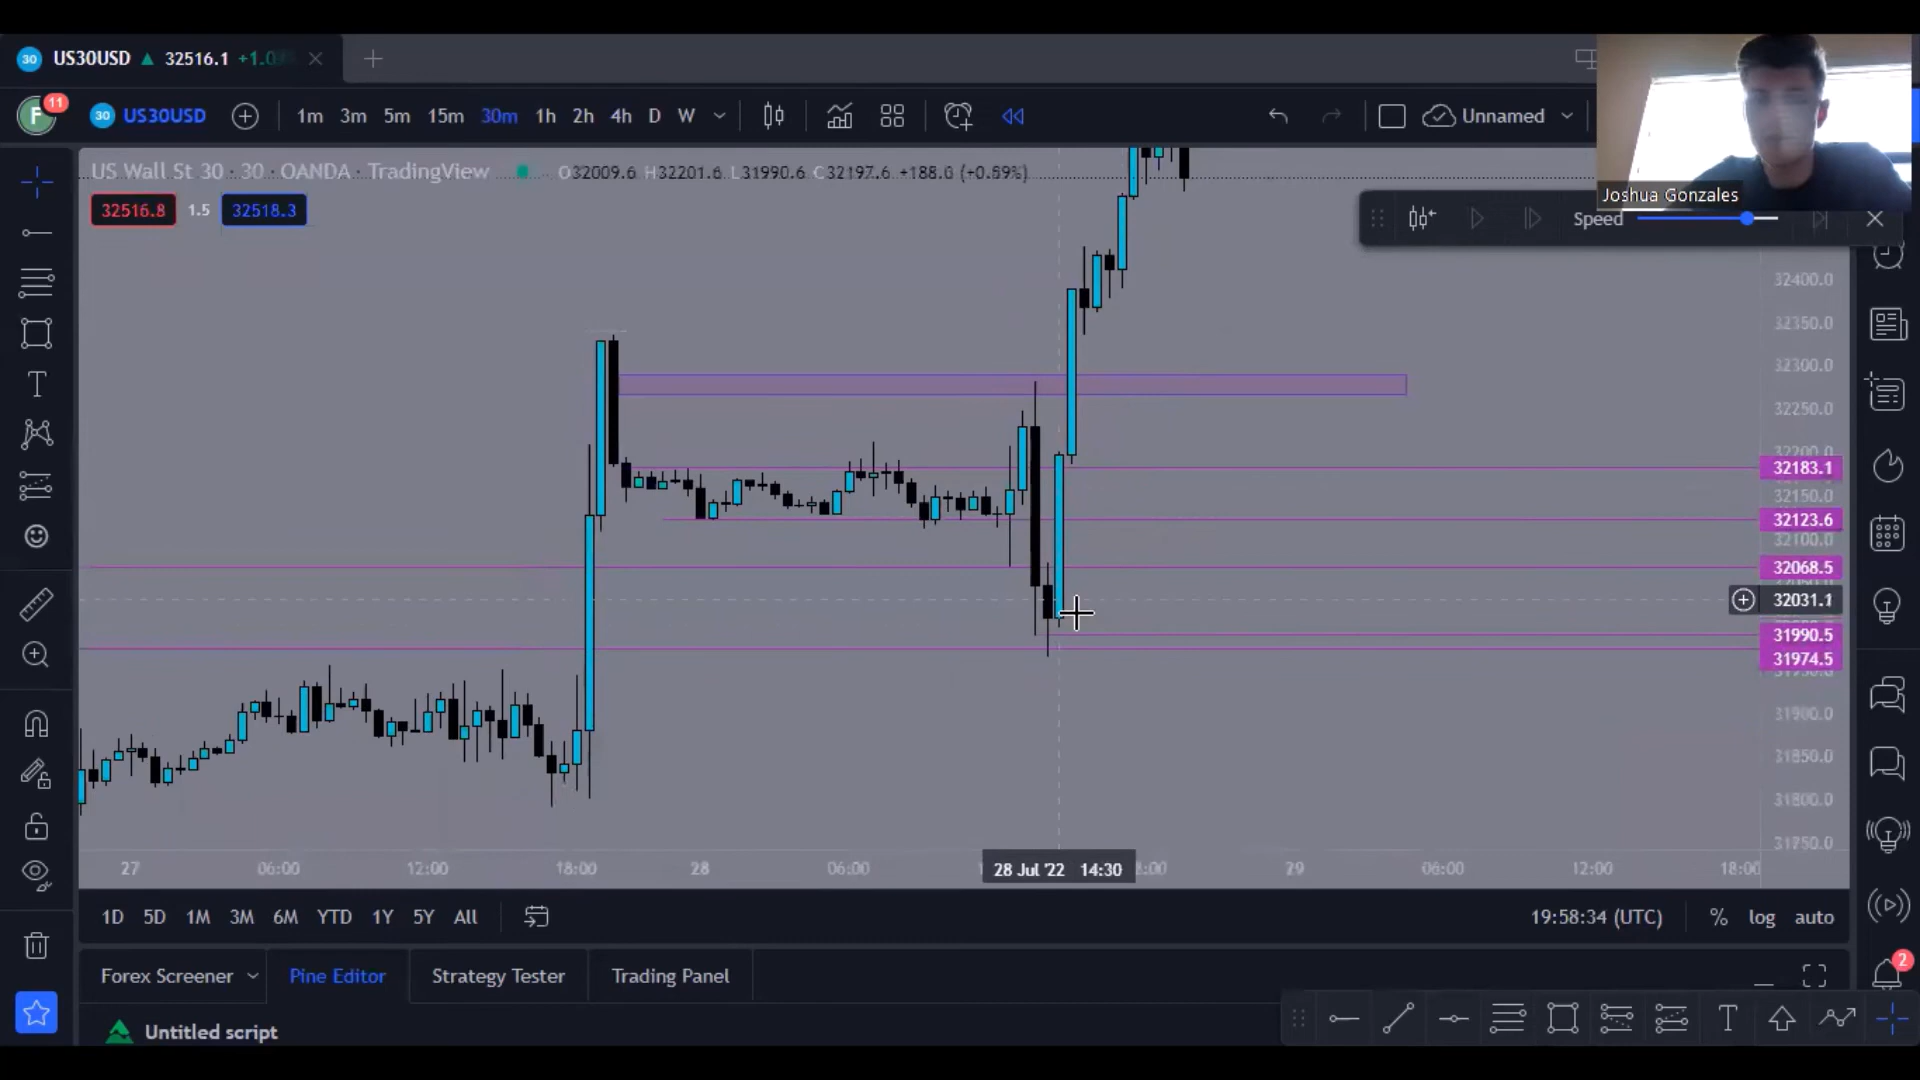 30 US30USD 32516.1
F 11 30 US30USD 1m 3m 5m 15m 30m 1h 2h 4h D W Unnamed
US Wall St 30 · 30 · OANDA · TradingView O32009.6 H32201.6 L31990.6 C32197.6 +188.0 (+0.59%)
Joshua Gonzales
32516.8 1.5 32518.3
Speed
32400.0
32350.0
32300.0
32250.0
32200.0
32183.1
32150.0
32123.6
32100.0
32068.5
32031.1
31990.5
31974.5
31900.0
31850.0
31800.0
31750.0
27 06:00 12:00 18:00 28 06:00 28 Jul '22 14:30 29 06:00 12:00 18:00
1D 5D 1M 3M 6M YTD 1Y 5Y All 19:58:34 (UTC) % log auto
Forex Screener Pine Editor Strategy Tester Trading Panel
2
Untitled script